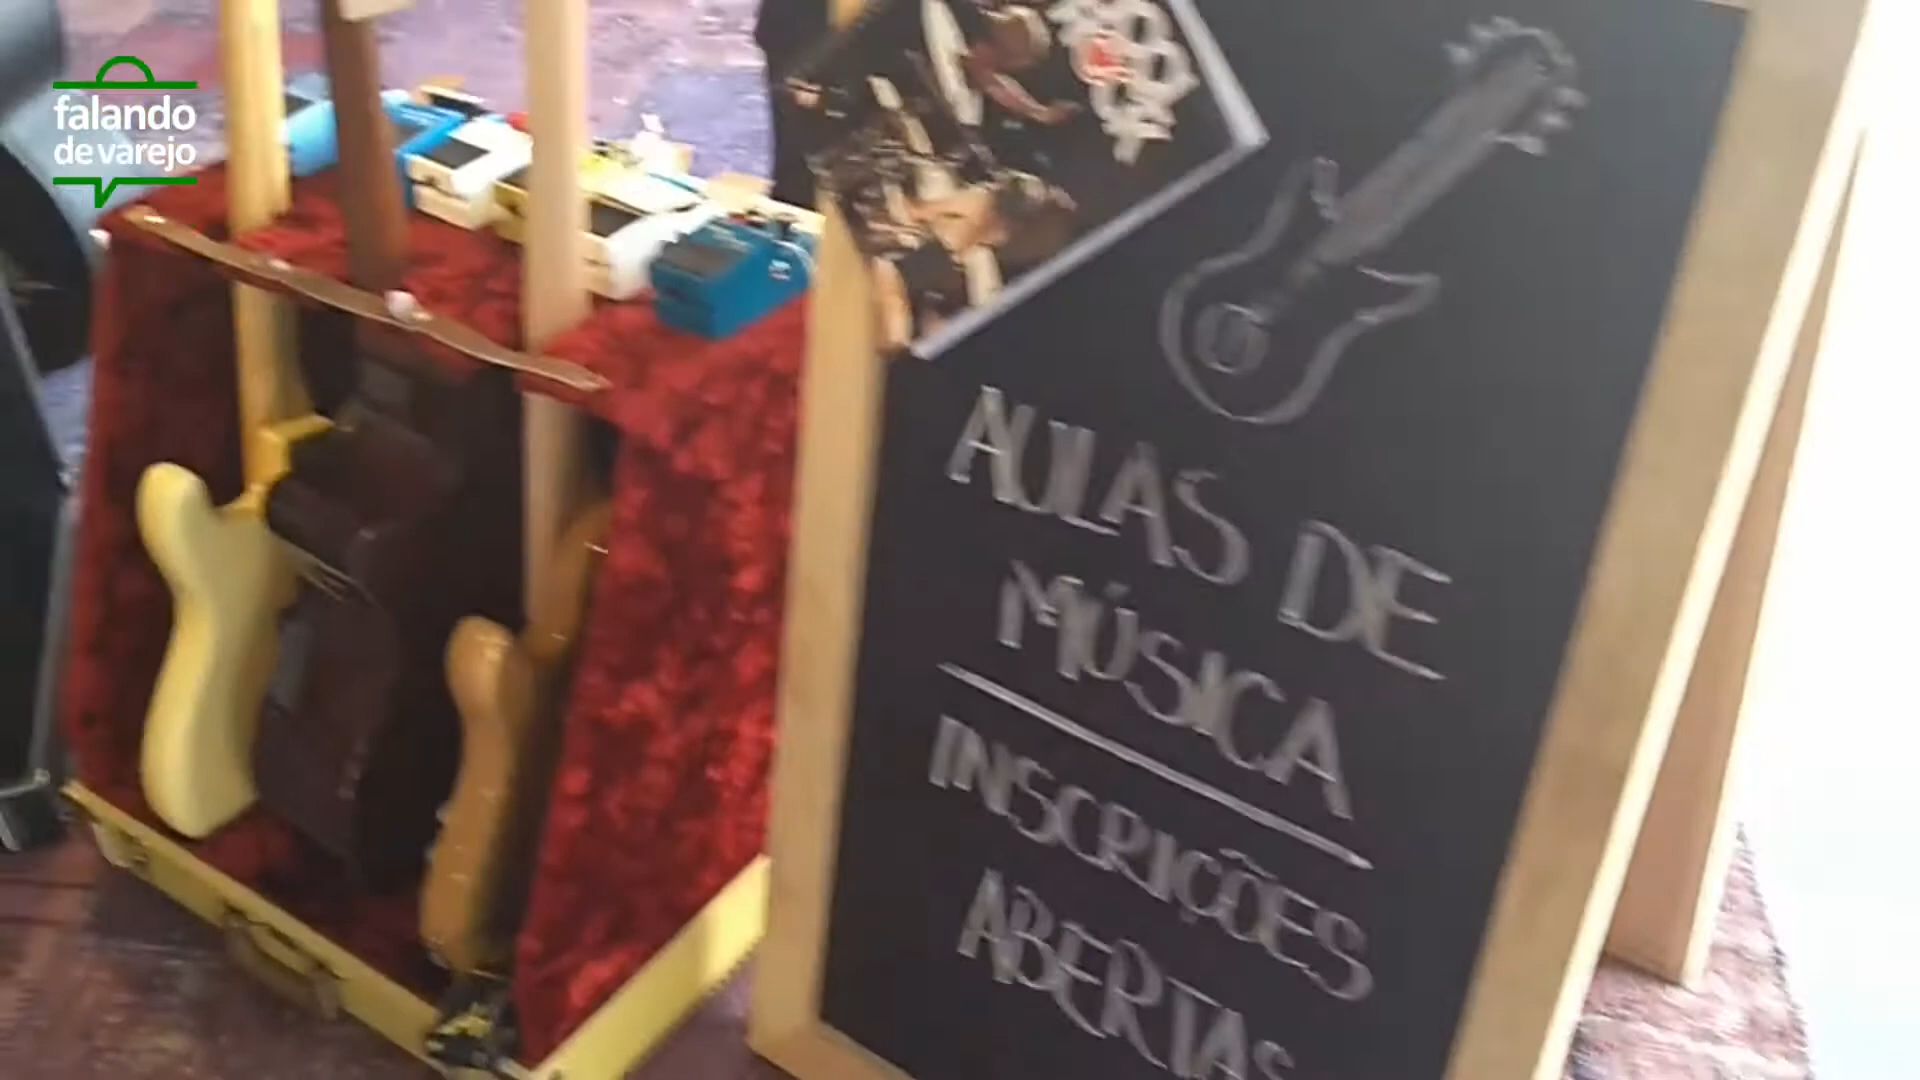 falando
de varejo
AULAS DE
MÚSICA
INSCRIÇÕES
ABERTAS